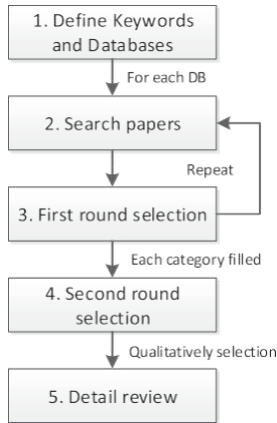 1. Define Keywords
and Databases
For each DB
2. Search papers
Repeat
3. First round selection
Each category filled
4. Second round
selection
Qualitatively selection
5. Detail review